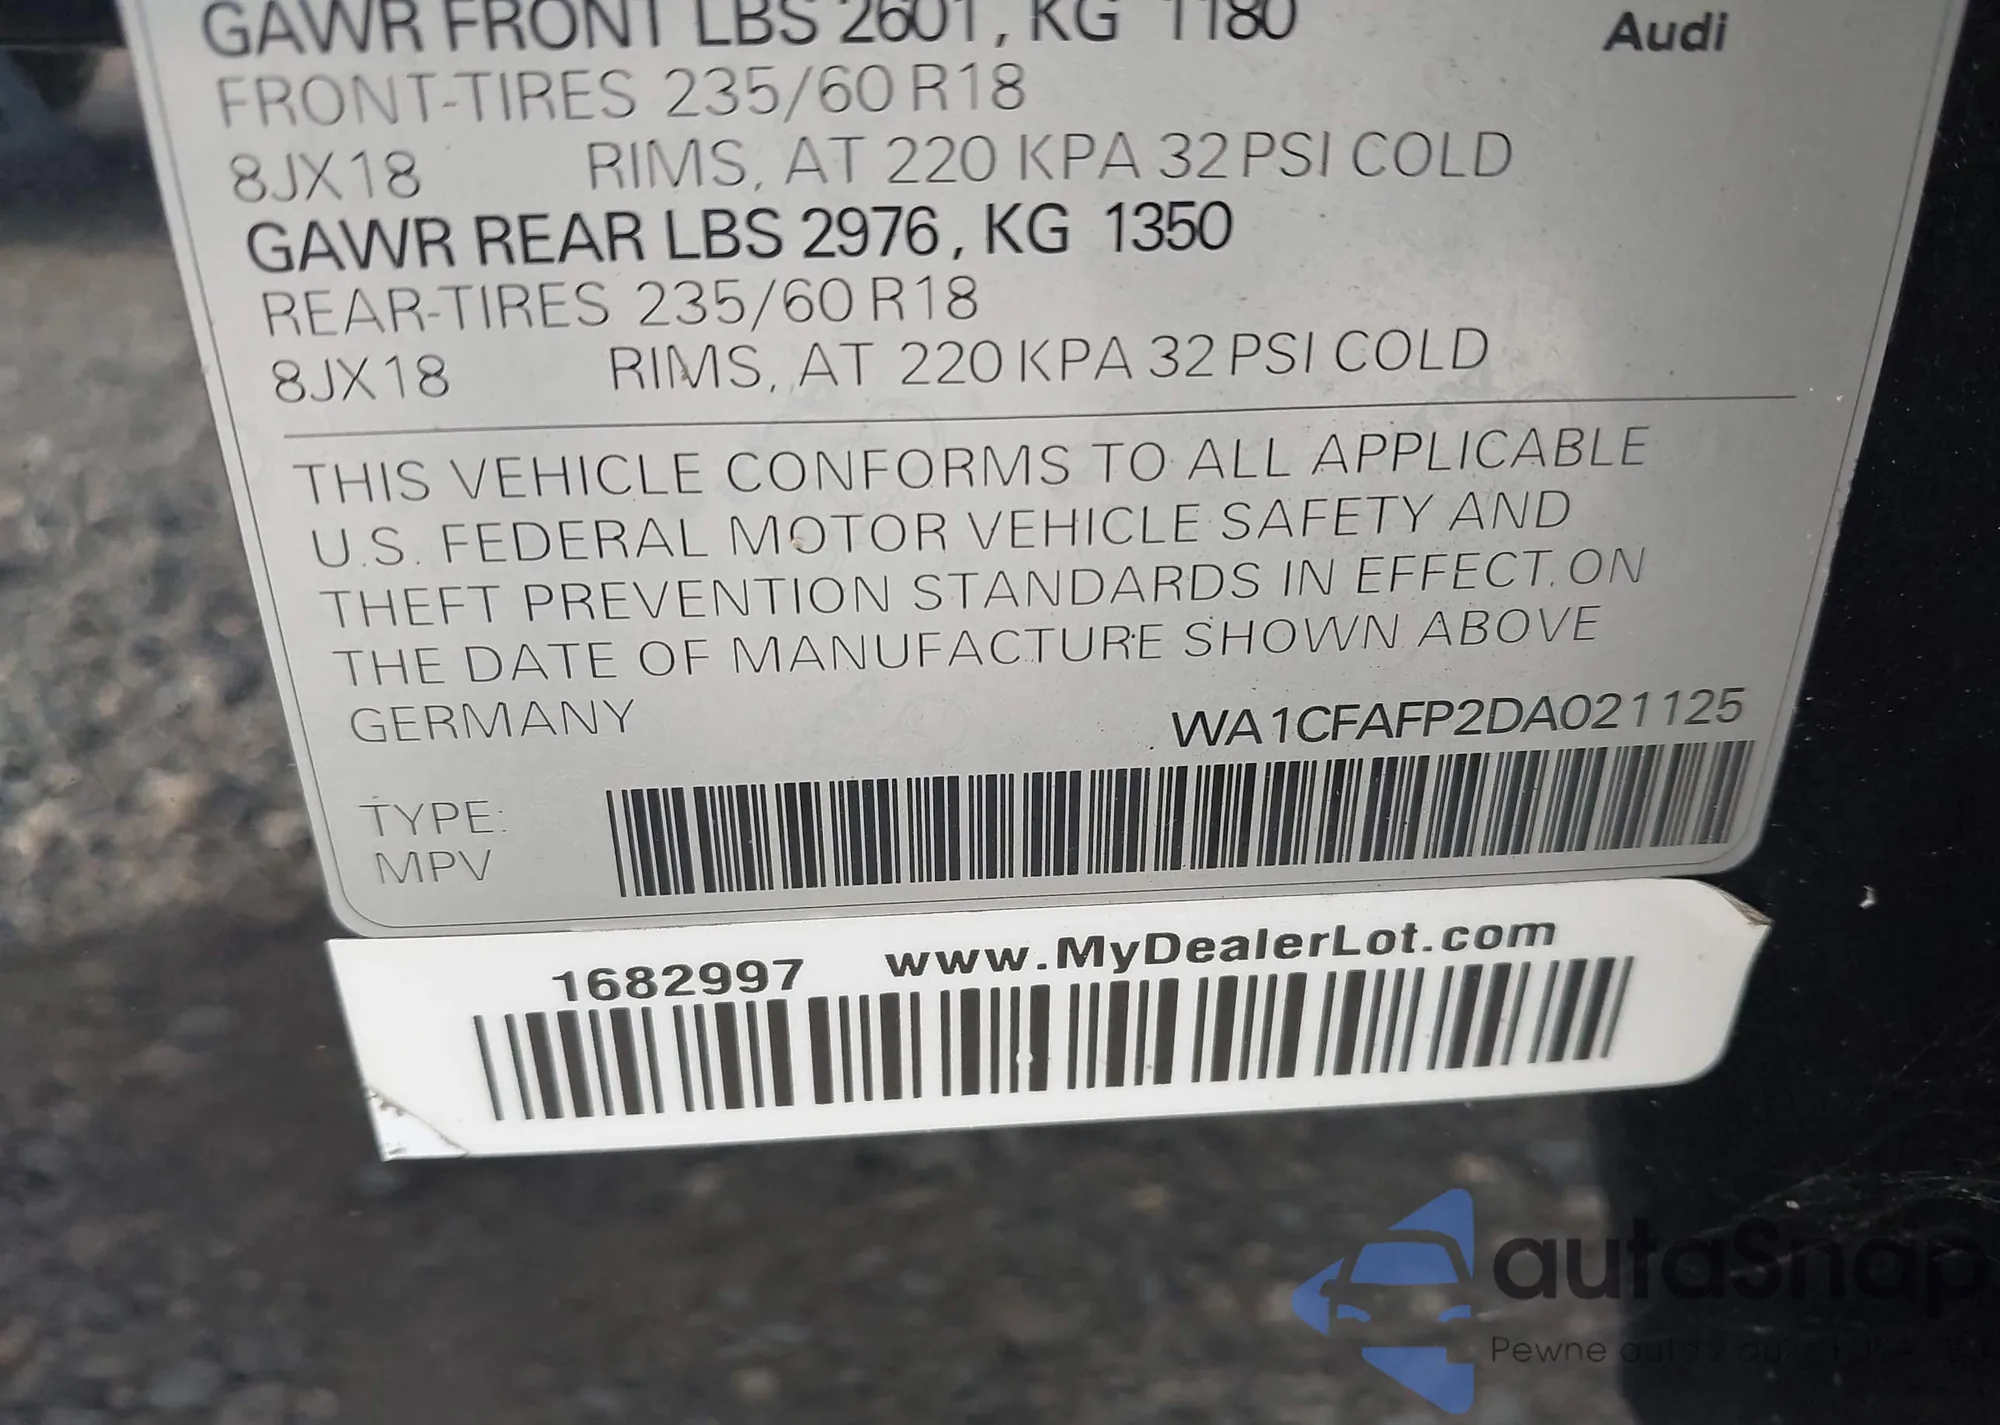 GAWR FRONT LBS 2601, KG 1180
Audi
FRONT-TIRES 235/60 R18
8JX18 RIMS, AT 220 KPA 32 PSI COLD
GAWR REAR LBS 2976, KG 1350
REAR-TIRES 235/60 R18
8JX18 RIMS, AT 220 KPA 32 PSI COLD
THIS VEHICLE CONFORMS TO ALL APPLICABLE
U.S. FEDERAL MOTOR VEHICLE SAFETY AND
THEFT PREVENTION STANDARDS IN EFFECT ON
THE DATE OF MANUFACTURE SHOWN ABOVE
GERMANY WA1CFAFP2DA021125
TYPE:
MPV
1682997 www.MyDealerLot.com
autaSnap
Pewne auta z